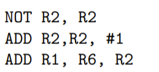 NOT R2, R2
ADD R2,R2, #1
ADD R1, R6, R2